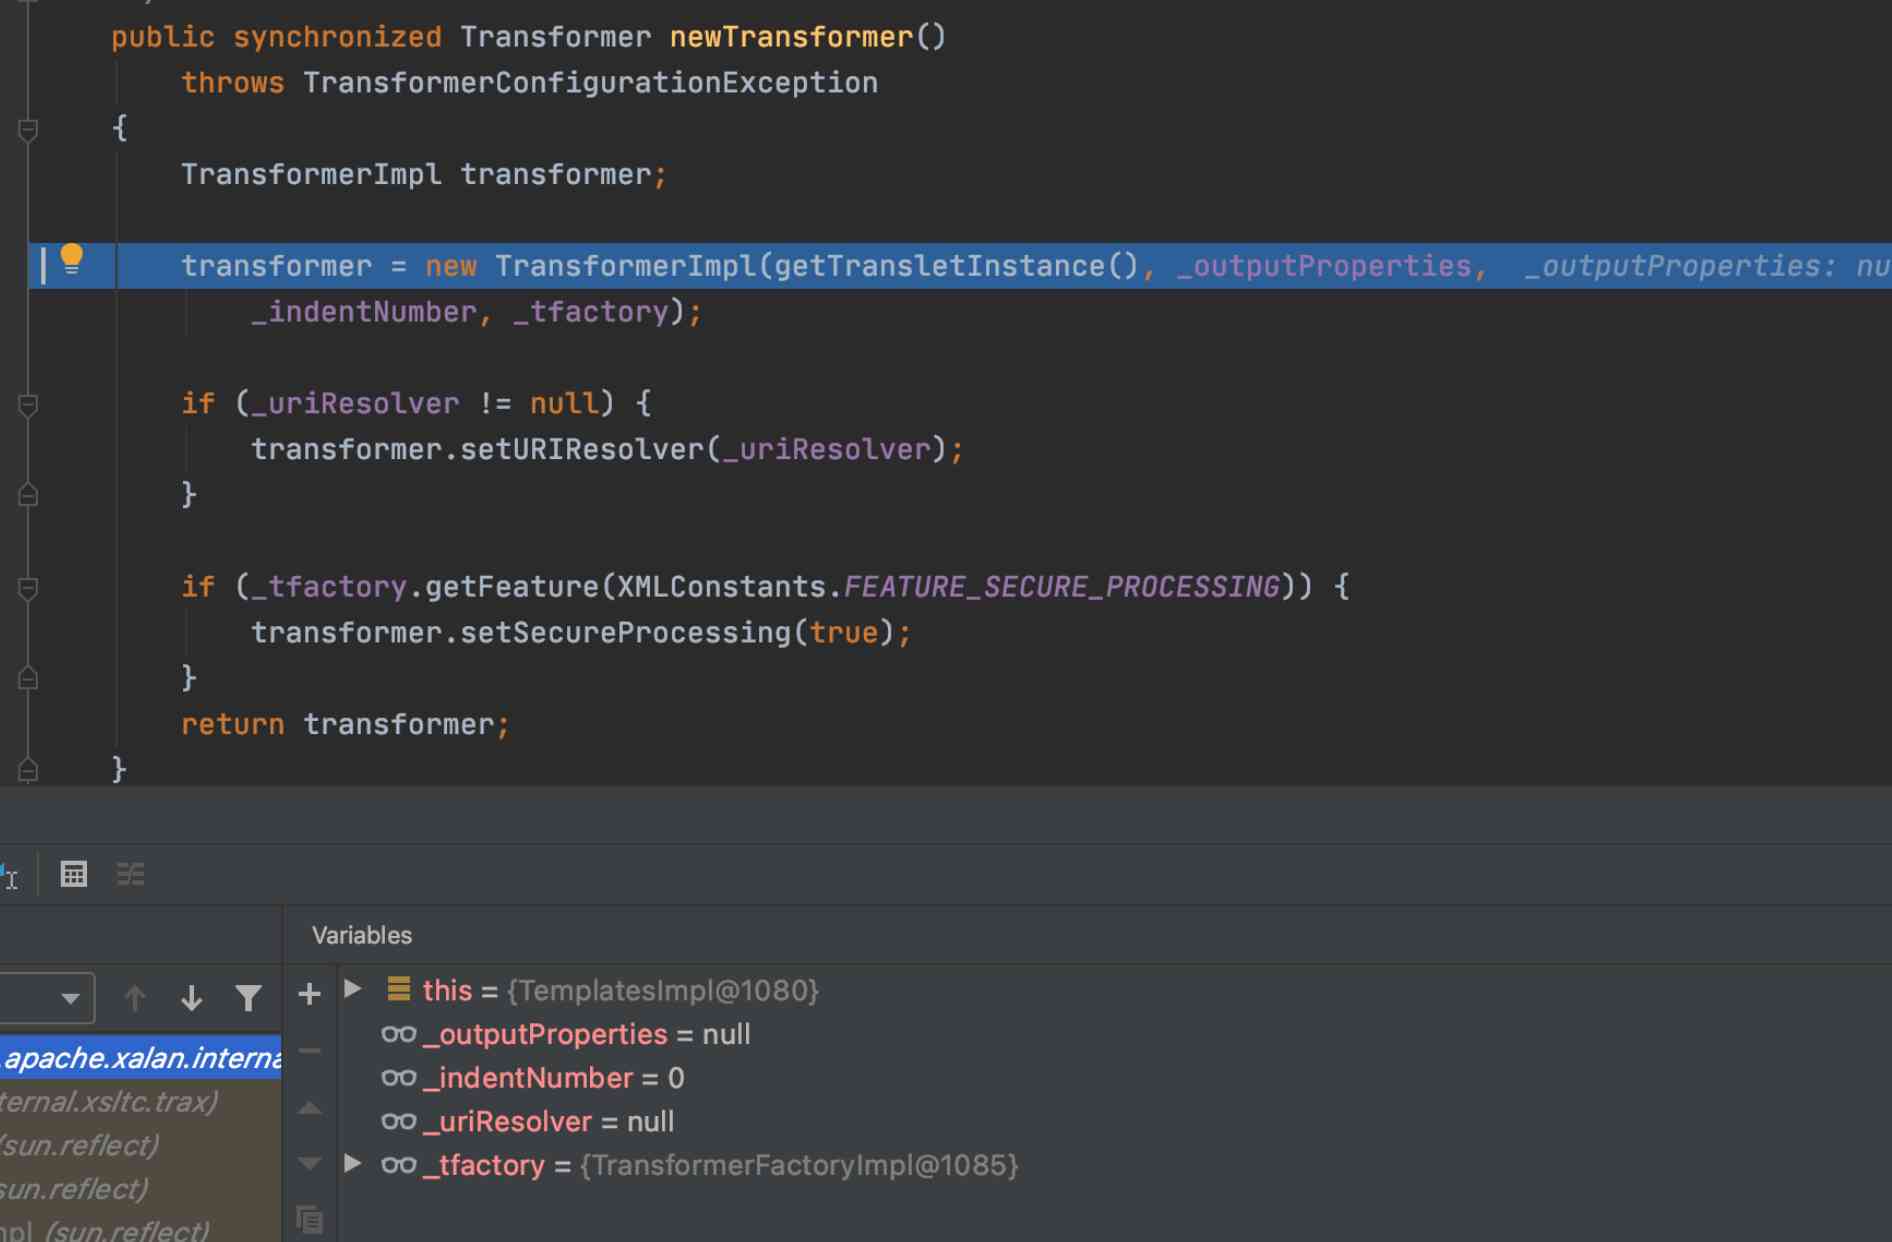 public synchronized Transformer newTransformer()
throws TransformerConfigurationException
{
TransformerImpl transformer;
transformer = new TransformerImpl(getTransletInstance(), _outputProperties, _outputProperties: nu
_indentNumber, _tfactory);
if (_uriResolver != null) {
transformer.setURIResolver(_uriResolver);
}
if (_tfactory.getFeature(XMLConstants.FEATURE_SECURE_PROCESSING)) {
transformer.setSecureProcessing(true);
}
return transformer;
}
Variables
this = {TemplatesImpl@1080}
_outputProperties = null
_indentNumber = 0
_uriResolver = null
_tfactory = {TransformerFactoryImpl@1085}
.apache.xalan.interna
ternal.xsltc.trax)
(sun.reflect)
sun.reflect)
mpl (sun.reflect)